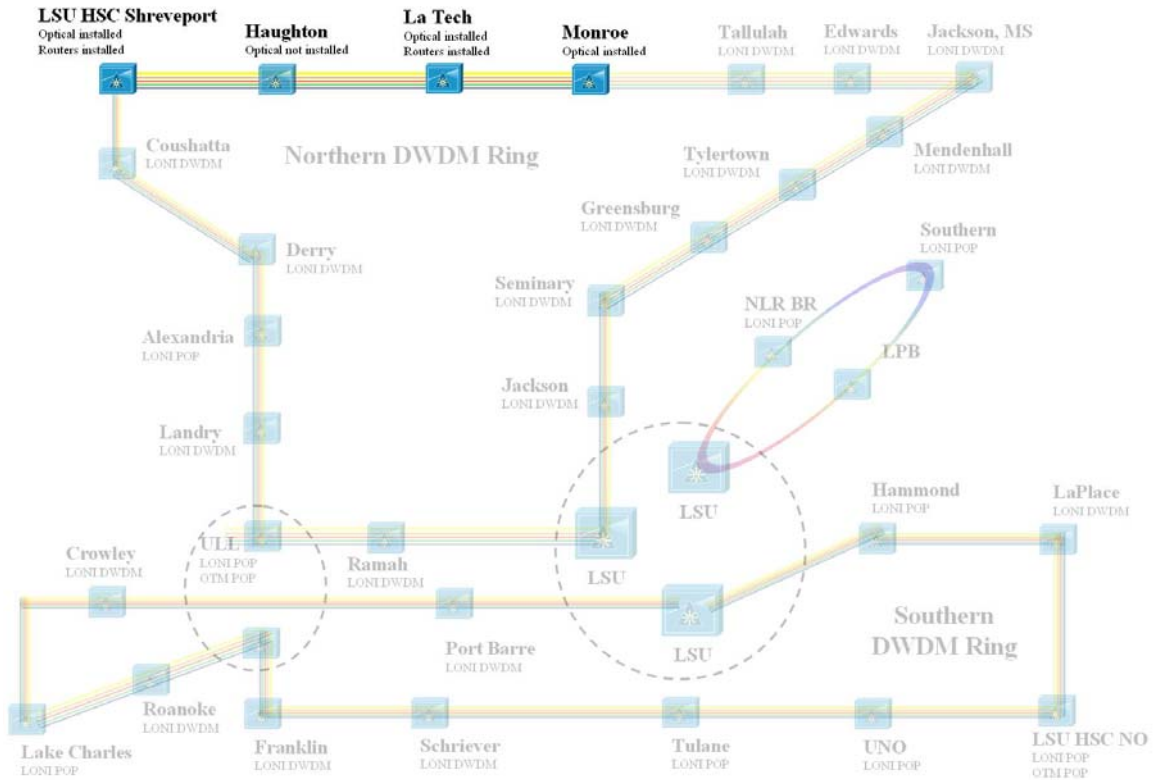 LSU HSC Shreveport
Optical installed
Routers installed
Haughton
Optical not installed
La Tech
Optical installed
Routers installed
Monroe
Optical installed
Tallulah
LONI DWDM
Edwards
LONI DWDM
Jackson, MS
LONI DWDM
Coushatta
LONI DWDM
Northern DWDM Ring
Tylertown
LONI DWDM
Mendenhall
LONI DWDM
Greensburg
LONI DWDM
Southern
LONI POP
Derry
LONI DWDM
Seminary
LONI DWDM
NLR BR
LONI POP
Alexandria
LONI POP
LPB
Jackson
LONI DWDM
Landry
LONI DWDM
LSU
Hammond
LONI POP
LaPlace
LONI DWDM
ULL
LONI POP
OTM POP
Crowley
LONI DWDM
Ramah
LONI DWDM
LSU
Port Barre
LONI DWDM
LSU
Southern
DWDM Ring
Roanoke
LONI DWDM
Lake Charles
LONI POP
Franklin
LONI DWDM
Schriever
LONI DWDM
Tulane
LONI POP
UNO
LONI POP
LSU HSC NO
LONI POP
OTM POP